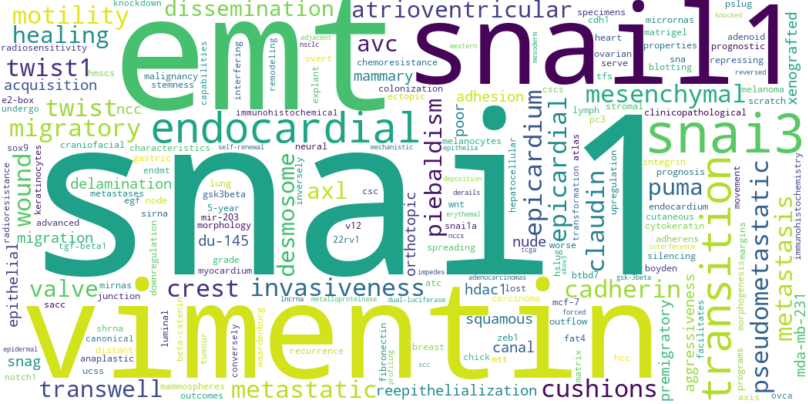 knockdown dissemination atrioventricular specimens micrornas pslug
motility emt snail1 cdh1 matrigel knocked
healing adjacent western heart properties adenoid
radiosensitivity nsclc overt avc mesoderm ovarian sna prognostic
twist1 malignancy interfering remodeling explant chemoresistance serve blotting repressing xenografted
hmscs stemness capabilities mammary tfs reversed
acquisition colonization cscs mesenchymal melanoma
e2-box twist ncc immunohistochemical ectopic adhesion lymph stromal scratch
undergo migratory endocardial poor pc3 clinicopathological
sox9 craniofacial characteristics self-renewal neural mechanistic melanocytes epithelia snai3
gastric inversely piebaldism epicardium epicardial hepatocellular atlas integrin
wound keratinocytes endmt snai1 transformation prognosis
radioresistance delamination lung desmosome axl csc deposition claudin upregulation puma movement
metastases egf node gsk3beta 5-year wnt derails endocardium
advanced sirna mir-203 v12 orthotopic erythemal cutaneous cytokeratin
migration morphology snai1a nude worse adherens margins
tgf-beta1 du-145 22rv1 nccs tcga hslug interference transition pseudometastatic immunohistochemistry
epithelial downregulation grade spreading skov3 silencing morphogenesis
valve myocardium impedes btbd7 boyden metastasis
mirnas crest invasiveness atc adenocarcinomas gsk-3beta cadherin
sacc junction lncrna metalloproteinase dual-luciferase hdac1 lost aggressiveness
vimentin carcinoma mcf-7 premigratory facilitates
epidermal shrna luminal beta-catenin squamous forced programs
snag canonical distant tumour conversely waardenburg fibronectin profiling zeb1 outflow mda-mb-231
anaplastic recurrence breast canal fat4
notch1 ucss scc chick mtt matrix hcc
transwell mammospheres metastatic reepithelialization cushions axis ovca
outcomes